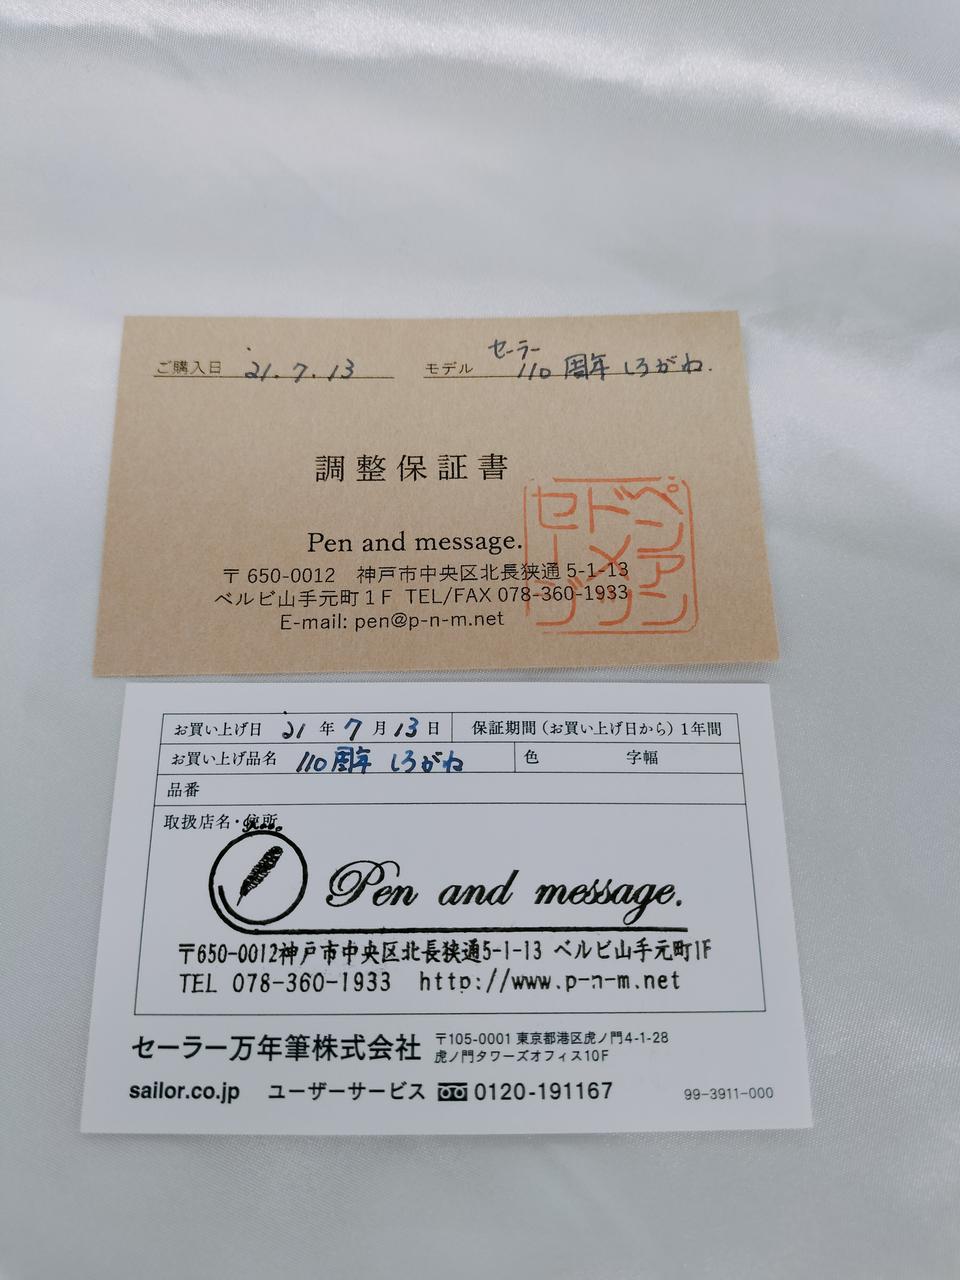 ご購入日 '21.7.13 モデル セーラー 110周年 しろがね.
調整保証書
Pen and message.
〒650-0012 神戸市中央区北長狭通5-1-13
ベルビ山手元町1F TEL/FAX 078-360-1933
E-mail: pen@p-n-m.net
ペンアンドメッセージ
お買い上げ日 '21年7月13日 保証期間(お買い上げ日から)1年間
お買い上げ品名 110周年 しろがね 色 字幅
品番
取扱店名・住所
Pen and message.
〒650-0012神戸市中央区北長狭通5-1-13 ベルビ山手元町1F
TEL 078-360-1933 http://www.p-n-m.net
セーラー万年筆株式会社 〒105-0001 東京都港区虎ノ門4-1-28
虎ノ門タワーズオフィス10F
sailor.co.jp ユーザーサービス 0120-191167 99-3911-000